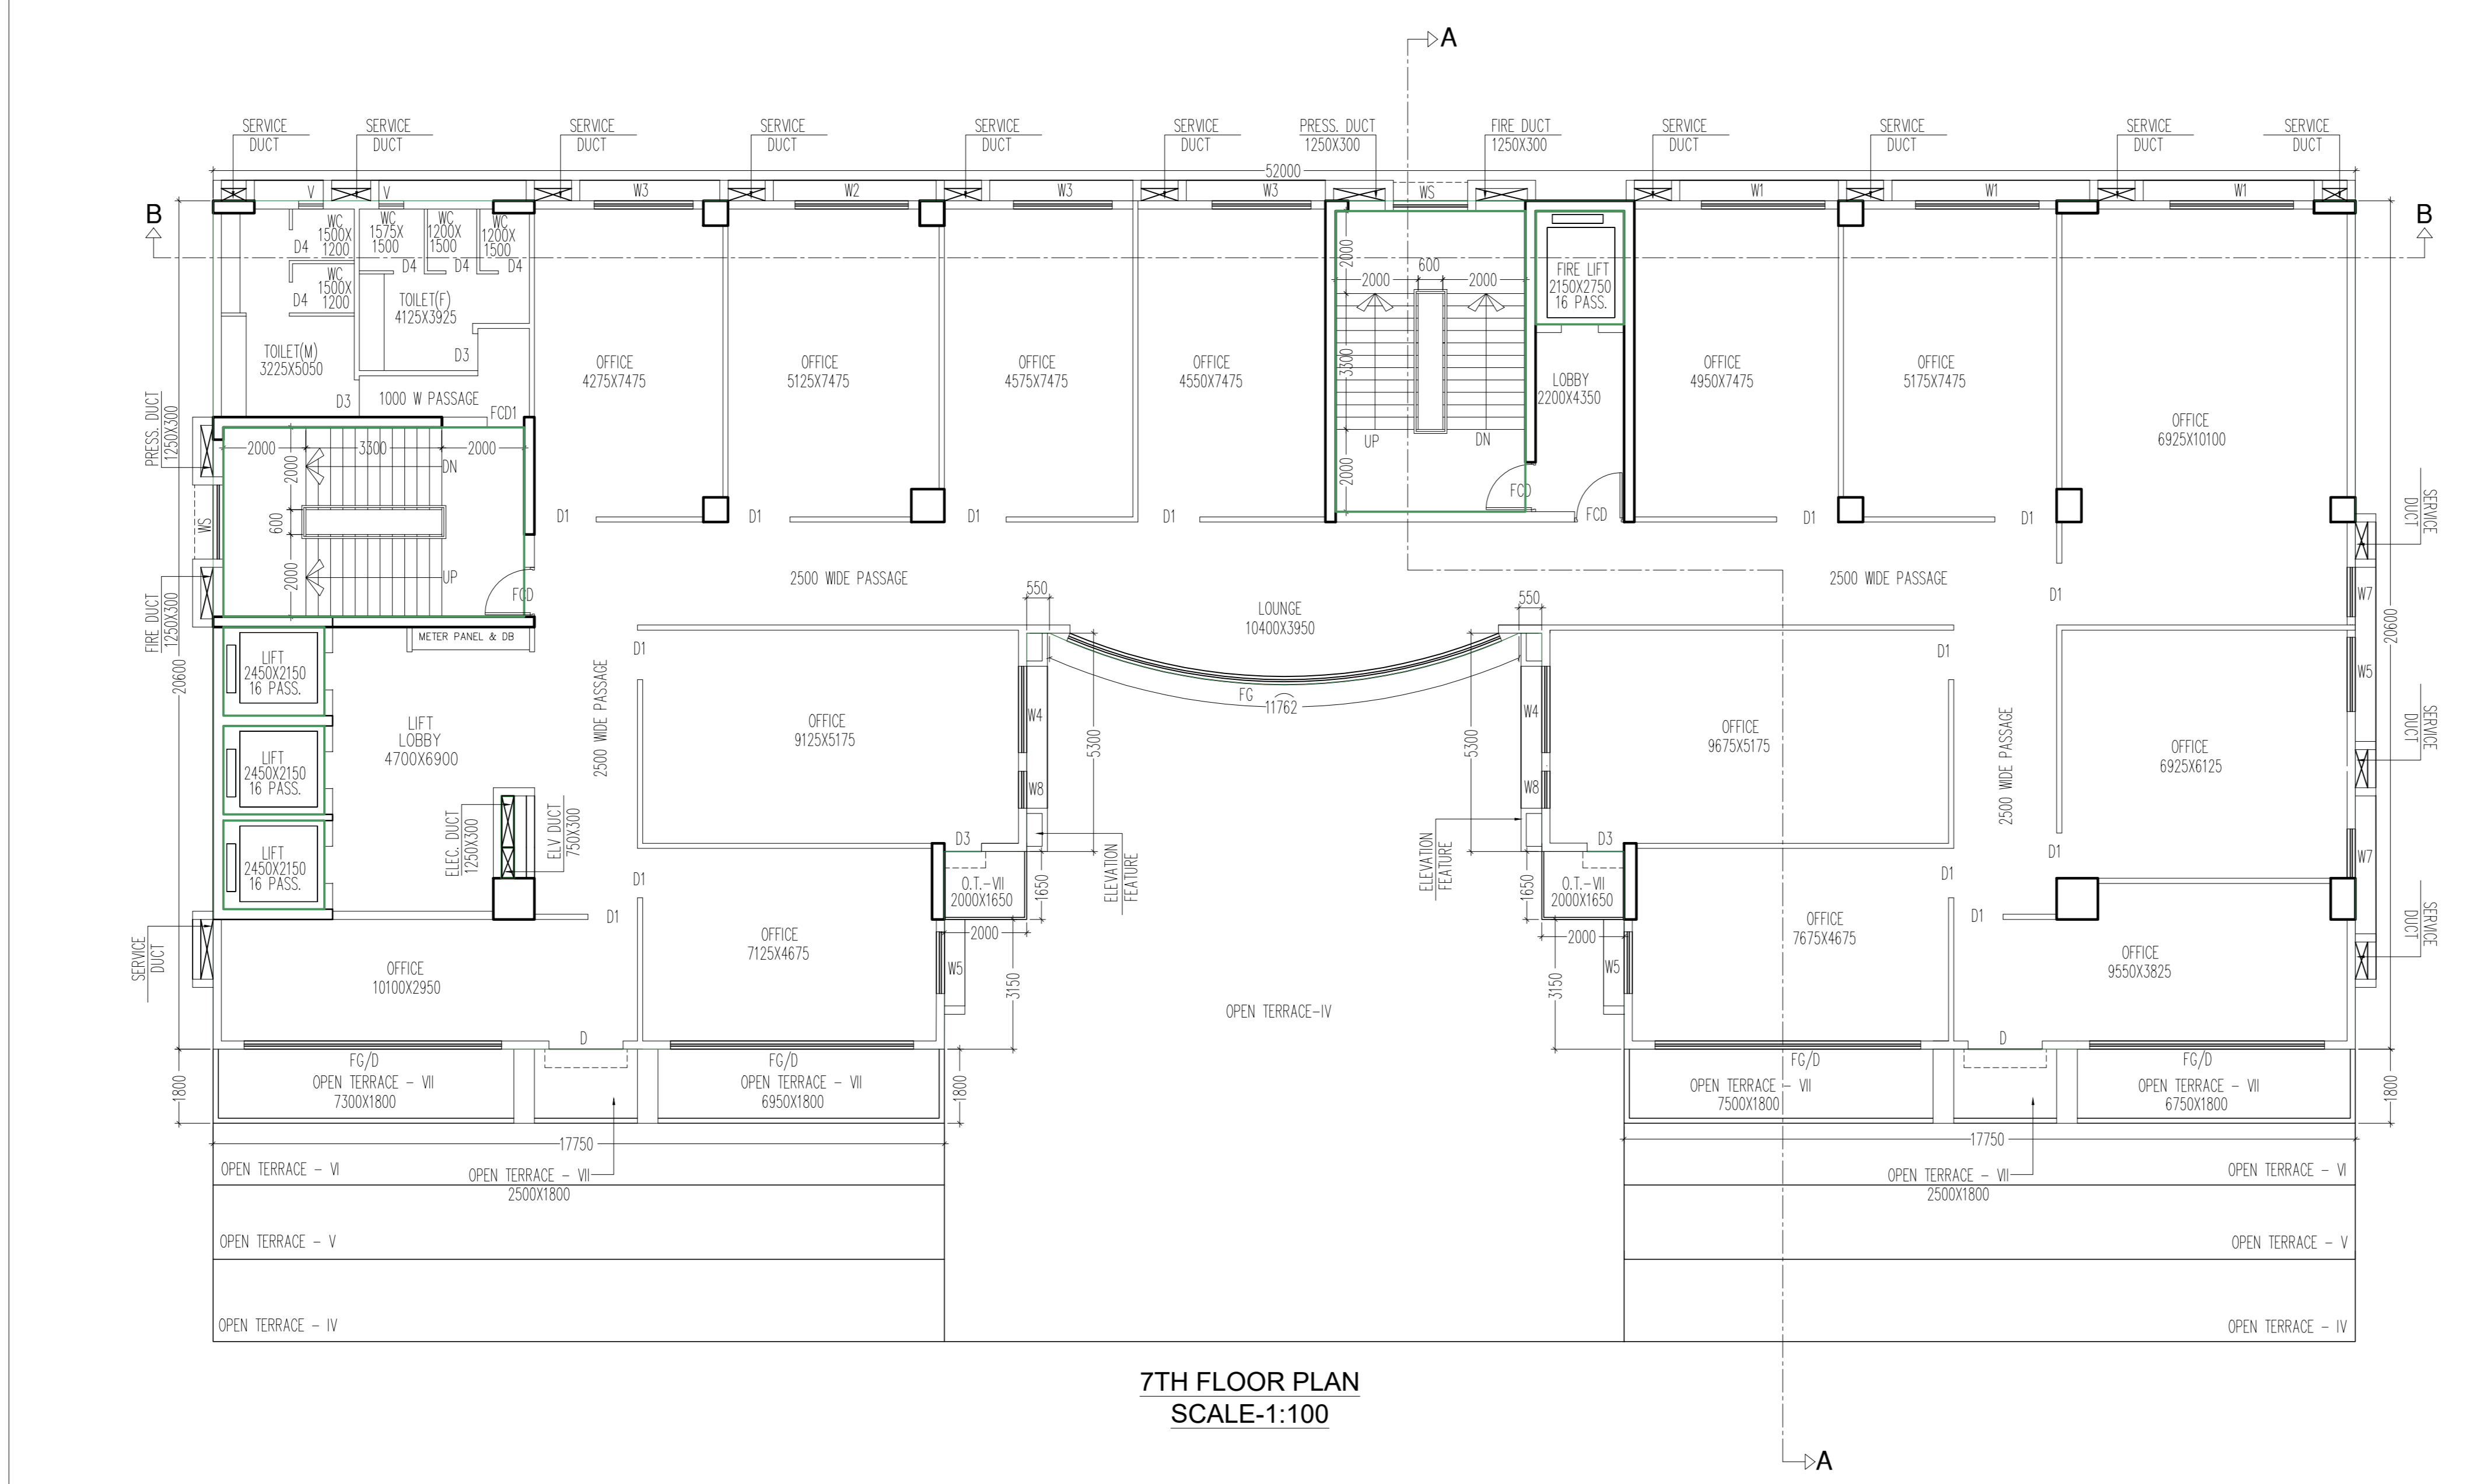 A
SERVICE
DUCT
SERVICE
DUCT
SERVICE
DUCT
SERVICE
DUCT
SERVICE
DUCT
SERVICE
DUCT
PRESS. DUCT
1250X300
FIRE DUCT
1250X300
SERVICE
DUCT
SERVICE
DUCT
SERVICE
DUCT
SERVICE
DUCT
52000
V
V
W3
W2
W3
W3
WS
W1
W1
W1
B
B
WC
1500X
1200
WC
1575X
1500
WC
1200X
1500
WC
1200X
1500
D4
D4
D4
D4
WC
1500X
1200
D4
TOILET(F)
4125X3925
TOILET(M)
3225X5050
D3
D3
1000 W PASSAGE
FCD1
OFFICE
4275X7475
OFFICE
5125X7475
OFFICE
4575X7475
OFFICE
4550X7475
2000
600
2000
2000
3300
2000
UP
DN
FIRE LIFT
2150X2750
16 PASS.
LOBBY
2200X4350
FCD
FCD
OFFICE
4950X7475
OFFICE
5175X7475
OFFICE
6925X10100
PRESS. DUCT
1250X300
WS
FIRE DUCT
1250X300
2000
3300
2000
2000
600
2000
DN
UP
FCD
D1
D1
D1
D1
D1
D1
2500 WIDE PASSAGE
2500 WIDE PASSAGE
D1
SERVICE
DUCT
W7
20600
20600
550
LOUNGE
10400X3950
550
METER PANEL & DB
LIFT
2450X2150
16 PASS.
LIFT
2450X2150
16 PASS.
LIFT
2450X2150
16 PASS.
LIFT
LOBBY
4700X6900
2500 WIDE PASSAGE
D1
OFFICE
9125X5175
W4
W8
5300
FG
11762
5300
W4
W8
D1
OFFICE
9675X5175
2500 WIDE PASSAGE
OFFICE
6925X6125
W5
SERVICE
DUCT
W7
ELEC. DUCT
1250X300
ELV DUCT
750X300
D3
O.T.-VII
2000X1650
1650
ELEVATION
FEATURE
ELEVATION
FEATURE
1650
D3
O.T.-VII
2000X1650
D1
D1
D1
D1
D1
D1
SERVICE
DUCT
OFFICE
10100X2950
OFFICE
7125X4675
2000
W5
3150
OPEN TERRACE-IV
3150
2000
W5
OFFICE
7675X4675
OFFICE
9550X3825
SERVICE
DUCT
D
D
1800
FG/D
OPEN TERRACE - VII
7300X1800
FG/D
OPEN TERRACE - VII
6950X1800
1800
FG/D
OPEN TERRACE - VII
7500X1800
FG/D
OPEN TERRACE - VII
6750X1800
1800
17750
17750
OPEN TERRACE - VI
OPEN TERRACE - VII
2500X1800
OPEN TERRACE - VII
2500X1800
OPEN TERRACE - VI
OPEN TERRACE - V
OPEN TERRACE - V
OPEN TERRACE - IV
OPEN TERRACE - IV
7TH FLOOR PLAN
SCALE-1:100
A